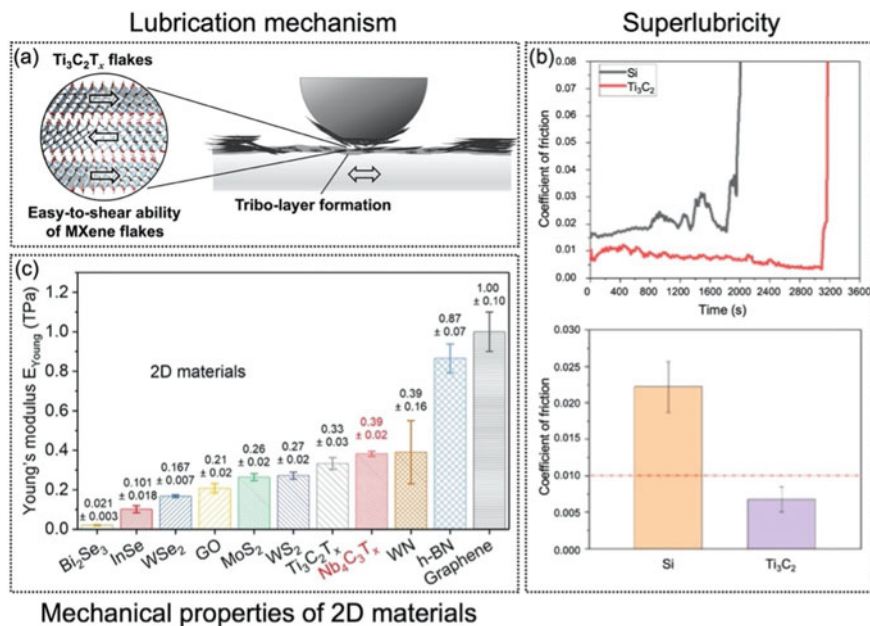 Lubrication mechanism
Superlubricity
(a)
Ti₃C₂Tₓ flakes
Easy-to-shear ability
of MXene flakes
Tribo-layer formation
(b)
Si
Ti₃C₂
Coefficient of friction
0.08
0.07
0.06
0.05
0.04
0.03
0.02
0.01
0.00
0 400 800 1200 1600 2000 2400 2800 3200 3600
Time (s)
Coefficient of friction
0.030
0.025
0.020
0.015
0.010
0.005
0.000
Si Ti₃C₂
(c)
Young's modulus E_Young (TPa)
1.2
1.0
0.8
0.6
0.4
0.2
0.0
2D materials
0.021
± 0.003
0.101
± 0.018
0.167
± 0.007
0.21
± 0.02
0.26
± 0.02
0.27
± 0.02
0.33
± 0.03
0.39
± 0.02
0.39
± 0.16
0.87
± 0.07
1.00
± 0.10
Bi₂Se₃
InSe
WSe₂
GO
MoS₂
WS₂
Ti₃C₂Tₓ
Nb₄C₃Tₓ
WN
h-BN
Graphene
Mechanical properties of 2D materials